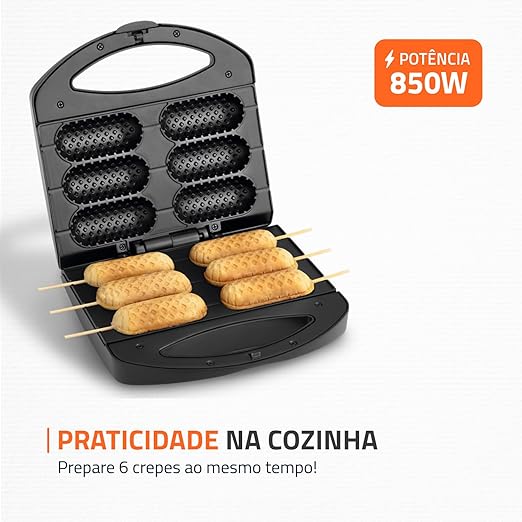 POTÊNCIA
850W
PRATICIDADE NA COZINHA
Prepare 6 crepes ao mesmo tempo!